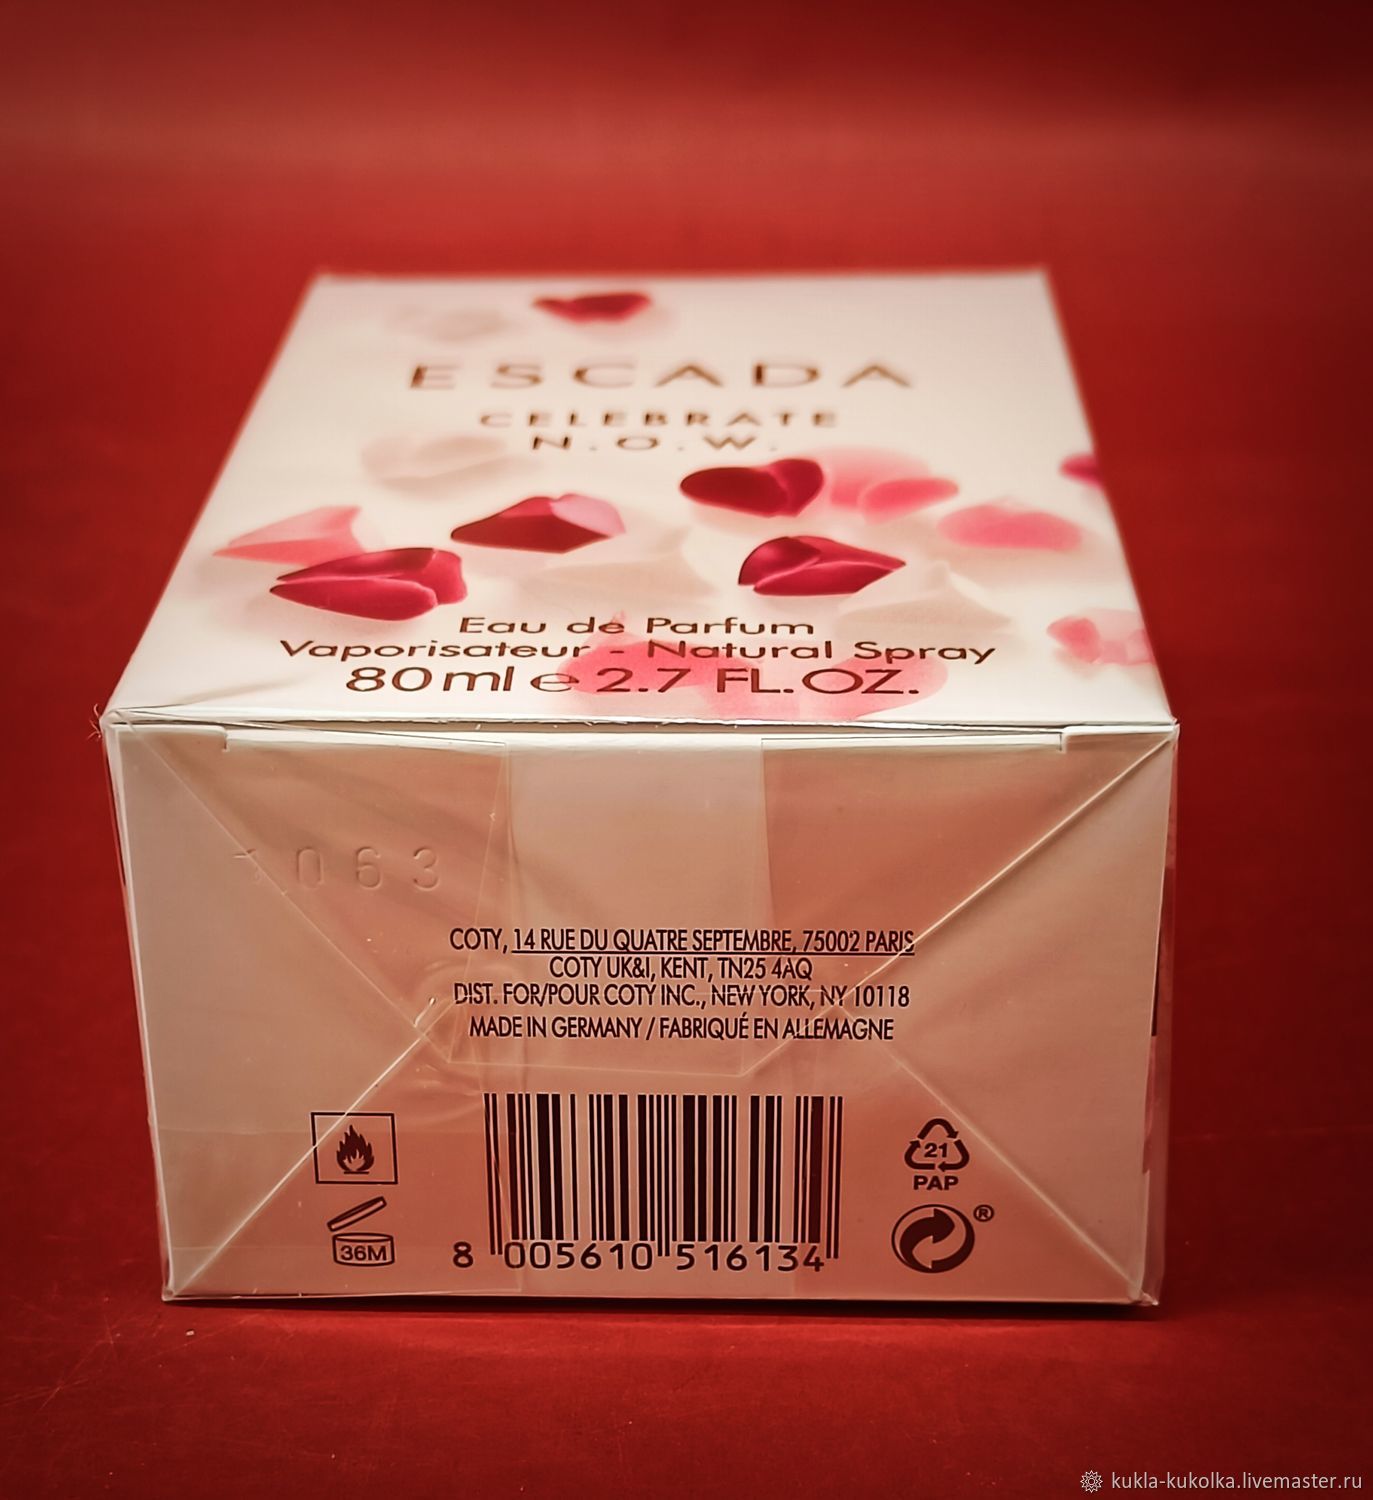 ESCADA
CELEBRATE
N.O.W.
Eau de Parfum
Vaporisateur - Natural Spray
80 ml e 2.7 FL.OZ.
1063
COTY, 14 RUE DU QUATRE SEPTEMBRE, 75002 PARIS
COTY UK&I, KENT, TN25 4AQ
DIST. FOR/POUR COTY INC., NEW YORK, NY 10118
MADE IN GERMANY / FABRIQUÉ EN ALLEMAGNE
21
PAP
36M
®
8 005610 516134
kukla-kukolka.livemaster.ru